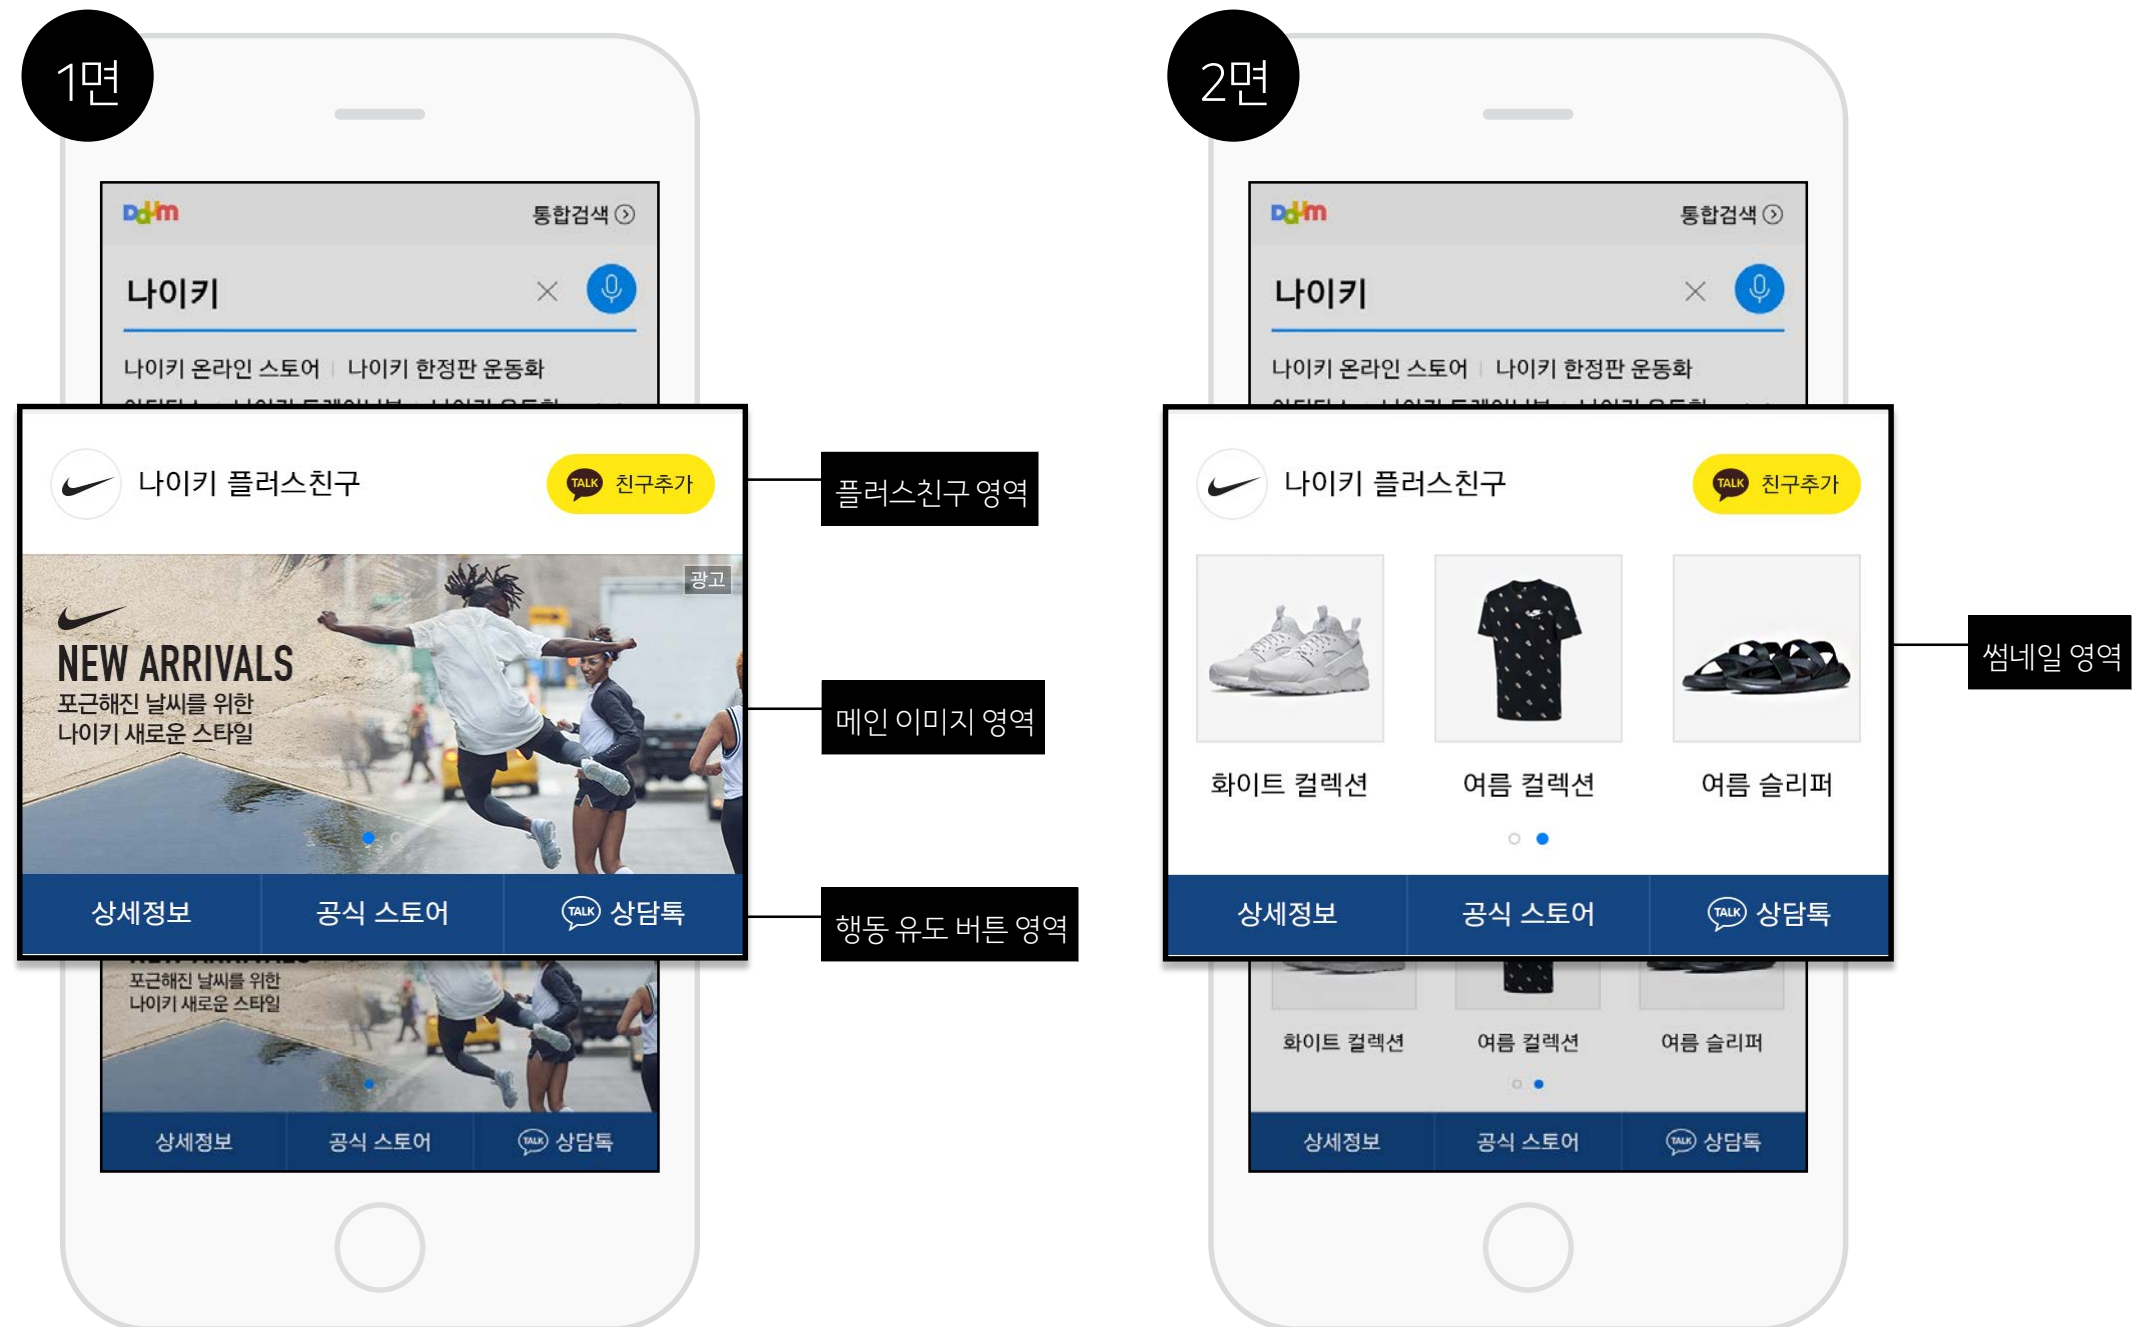 1면
Daum
통합검색
나이키
나이키 온라인 스토어 | 나이키 한정판 운동화
나이키 플러스친구
TALK 친구추가
광고
NEW ARRIVALS
포근해진 날씨를 위한
나이키 새로운 스타일
상세정보 공식 스토어 TALK 상담톡
포근해진 날씨를 위한
나이키 새로운 스타일
상세정보 공식 스토어 TALK 상담톡
플러스친구 영역
메인 이미지 영역
행동 유도 버튼 영역
2면
Daum
통합검색
나이키
나이키 온라인 스토어 | 나이키 한정판 운동화
나이키 플러스친구
TALK 친구추가
화이트 컬렉션 여름 컬렉션 여름 슬리퍼
상세정보 공식 스토어 TALK 상담톡
화이트 컬렉션 여름 컬렉션 여름 슬리퍼
상세정보 공식 스토어 TALK 상담톡
썸네일 영역